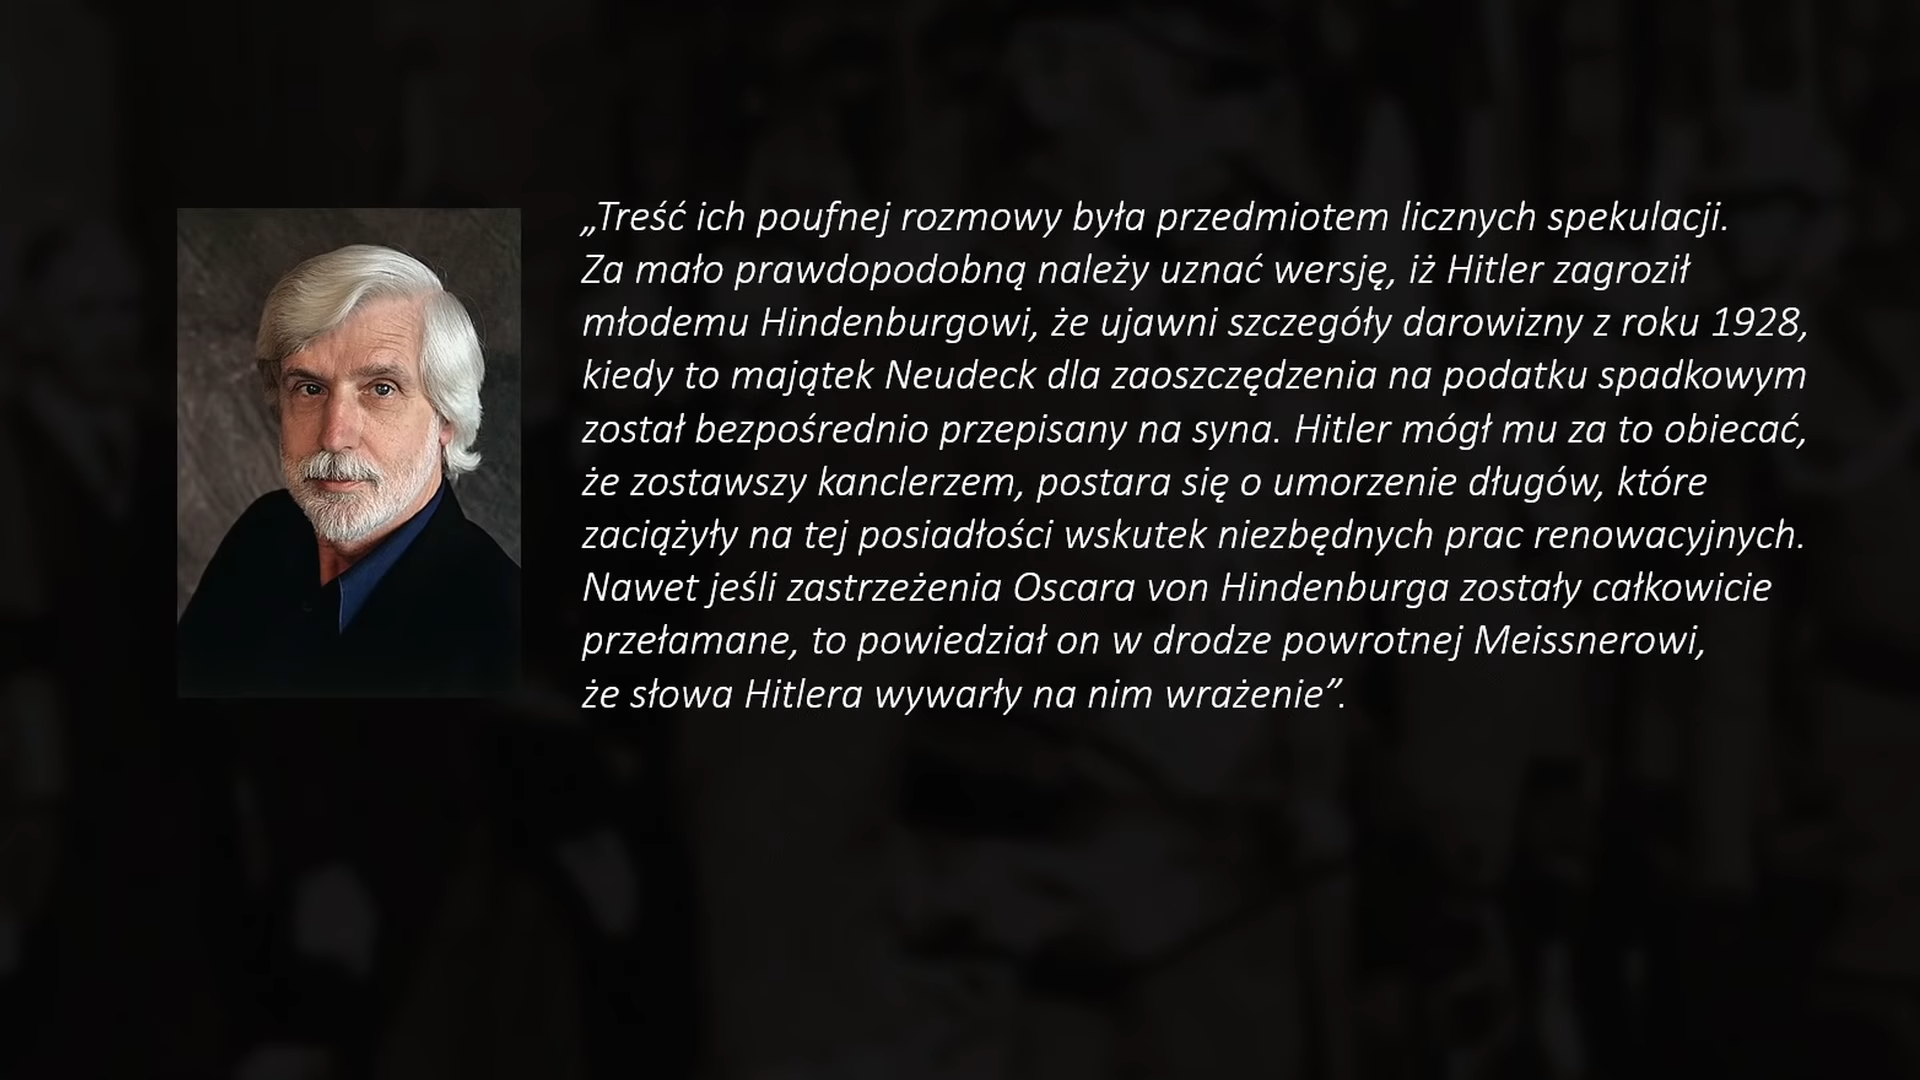 „Treść ich poufnej rozmowy była przedmiotem licznych spekulacji.
Za mało prawdopodobną należy uznać wersję, iż Hitler zagroził
młodemu Hindenburgowi, że ujawni szczegóły darowizny z roku 1928,
kiedy to majątek Neudeck dla zaoszczędzenia na podatku spadkowym
został bezpośrednio przepisany na syna. Hitler mógł mu za to obiecać,
że zostawszy kanclerzem, postara się o umorzenie długów, które
zaciążyły na tej posiadłości wskutek niezbędnych prac renowacyjnych.
Nawet jeśli zastrzeżenia Oscara von Hindenburga zostały całkowicie
przełamane, to powiedział on w drodze powrotnej Meissnerowi,
że słowa Hitlera wywarły na nim wrażenie”.